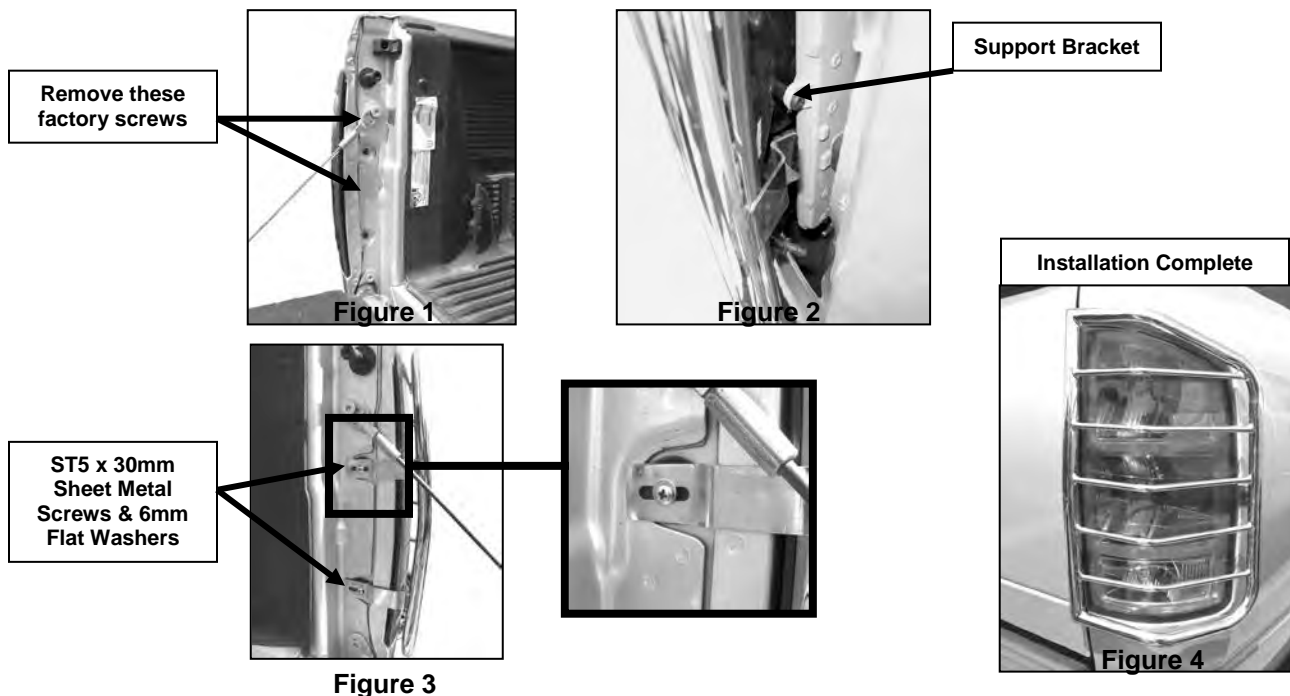 Remove these
factory screws
Support Bracket
Figure 1
Figure 2
Installation Complete
ST5 x 30mm
Sheet Metal
Screws & 6mm
Flat Washers
Figure 3
Figure 4